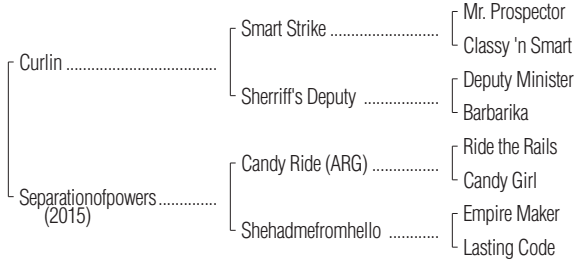 Mr. Prospector
Smart Strike ........................
Classy 'n Smart
Curlin ...................................
Deputy Minister
Sherriff's Deputy .................
Barbarika
Ride the Rails
Candy Ride (ARG) ...............
Candy Girl
Separationofpowers .............
(2015)
Empire Maker
Shehadmefromhello ...........
Lasting Code